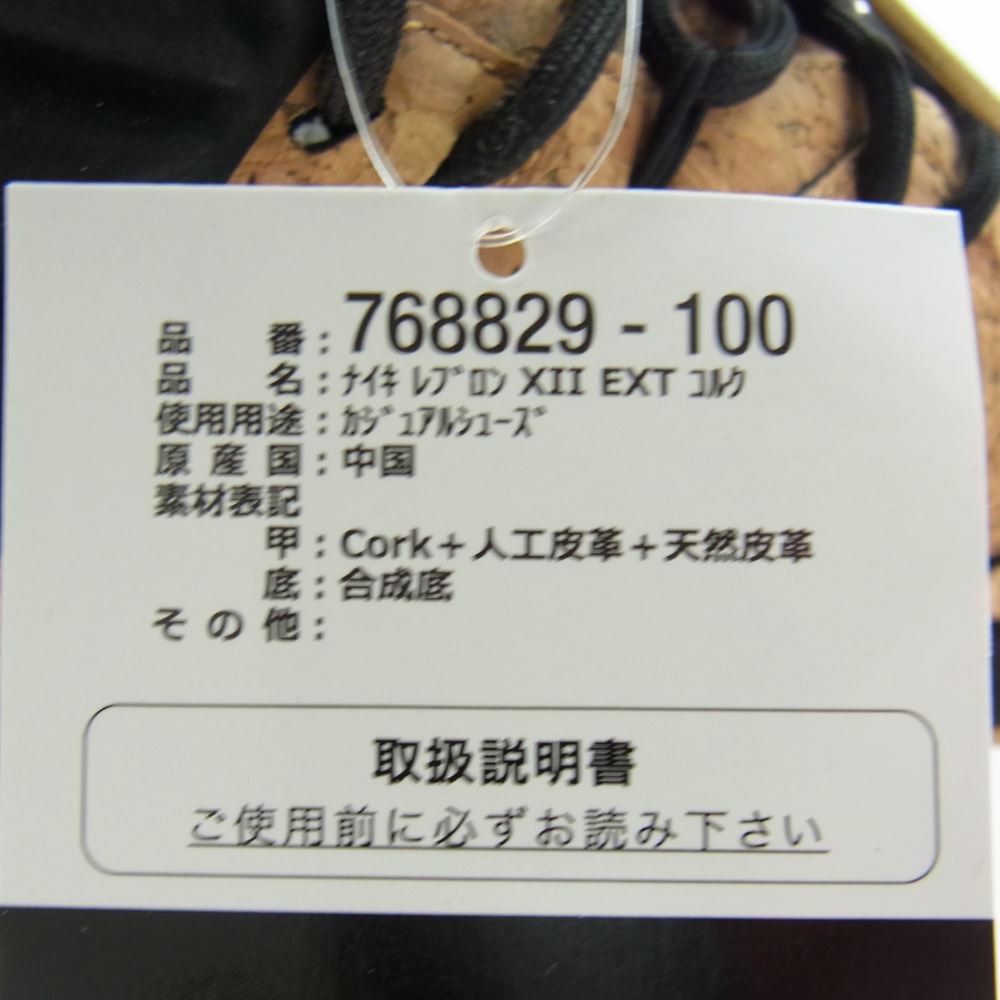 品番：768829 - 100
品名：ﾅｲｷ ﾚﾌﾞﾛﾝ XII EXT ｺﾙｸ
使用用途：ｶｼﾞｭｱﾙｼｭｰｽﾞ
原産国：中国
素材表記
甲：Cork＋人工皮革＋天然皮革
底：合成底
その他：
取扱説明書
ご使用前に必ずお読み下さい